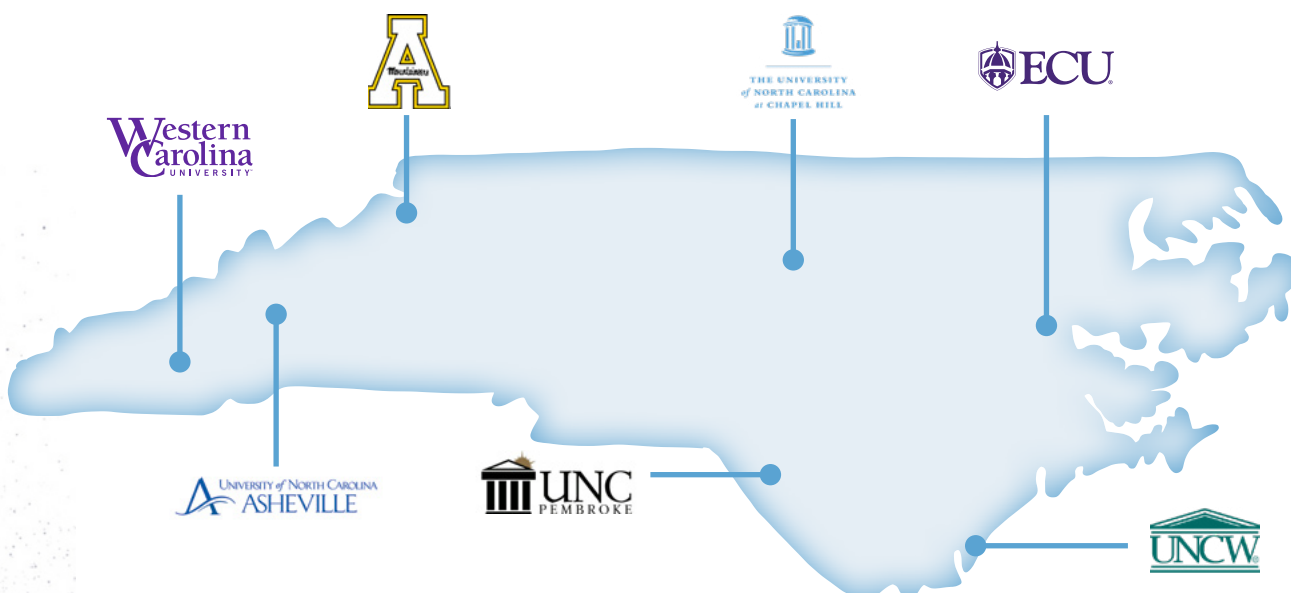 A
Mountaineers
THE UNIVERSITY
of NORTH CAROLINA
at CHAPEL HILL
ECU
Western
Carolina
UNIVERSITY
UNIVERSITY of NORTH CAROLINA
ASHEVILLE
UNC
PEMBROKE
UNCW